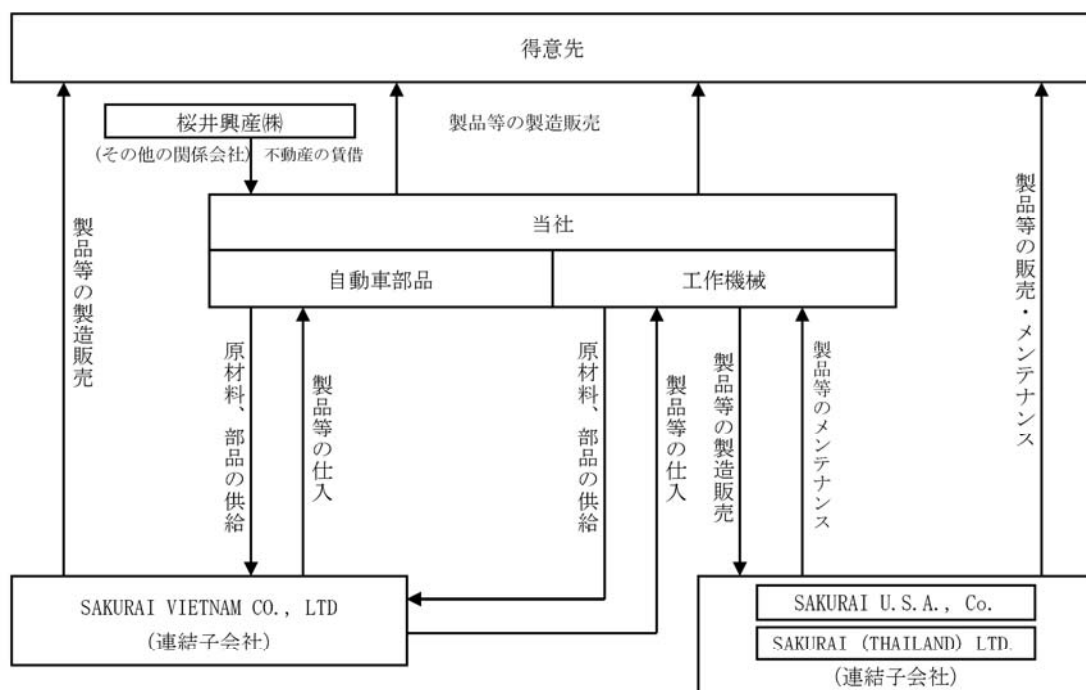 得意先
桜井興産㈱
(その他の関係会社) 不動産の賃借
製品等の製造販売
製品等の製造販売
製品等の販売・メンテナンス
当社
自動車部品
工作機械
原材料、部品の供給
製品等の仕入
原材料、部品の供給
製品等の仕入
製品等の製造販売
製品等のメンテナンス
SAKURAI VIETNAM CO., LTD
(連結子会社)
SAKURAI U.S.A., Co.
SAKURAI (THAILAND) LTD.
(連結子会社)